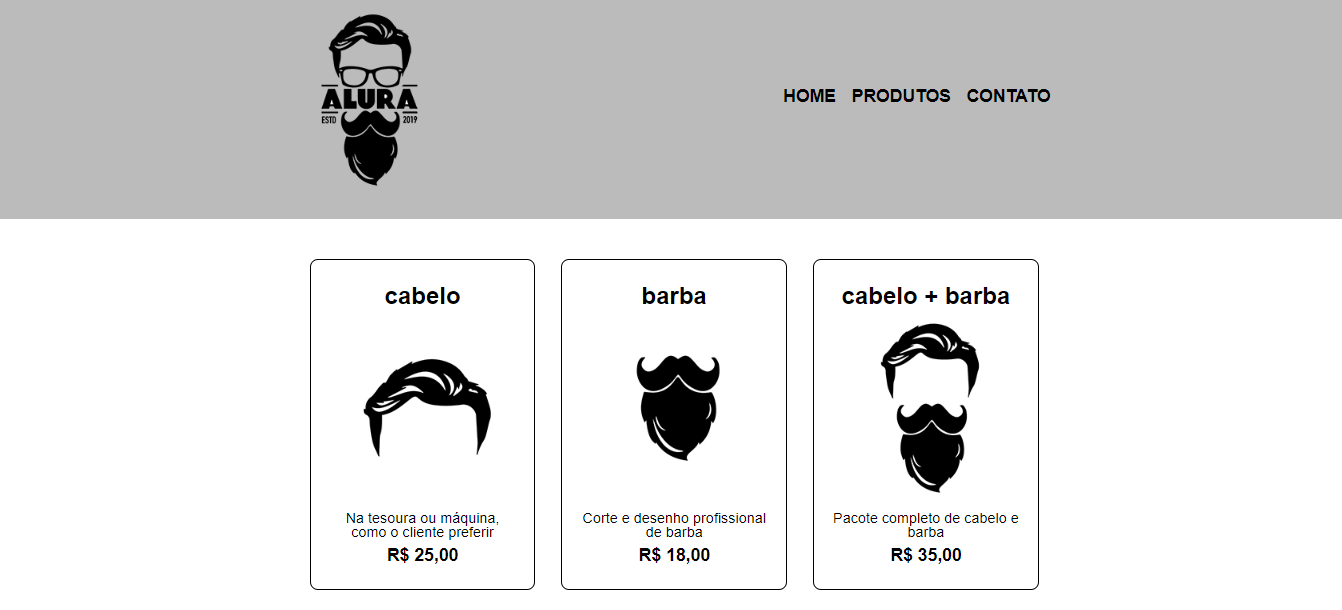 ALURA
ESTD 2019
HOME PRODUTOS CONTATO
cabelo
Na tesoura ou máquina,
como o cliente preferir
R$ 25,00
barba
Corte e desenho profissional
de barba
R$ 18,00
cabelo + barba
Pacote completo de cabelo e
barba
R$ 35,00